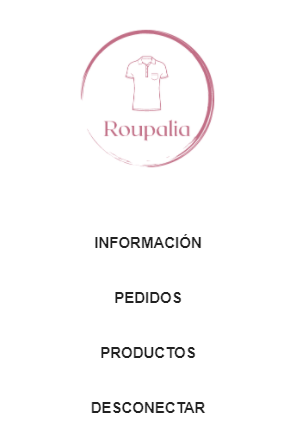 Roupalia
INFORMACIÓN
PEDIDOS
PRODUCTOS
DESCONECTAR